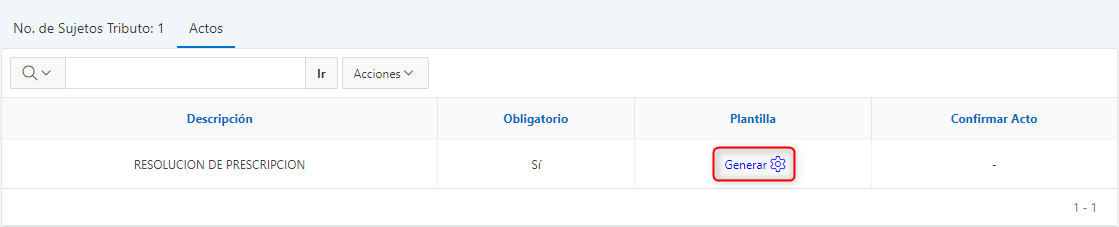 No. de Sujetos Tributo: 1 Actos
Ir Acciones
Descripción Obligatorio Plantilla Confirmar Acto
RESOLUCION DE PRESCRIPCION Sí Generar -
1 - 1